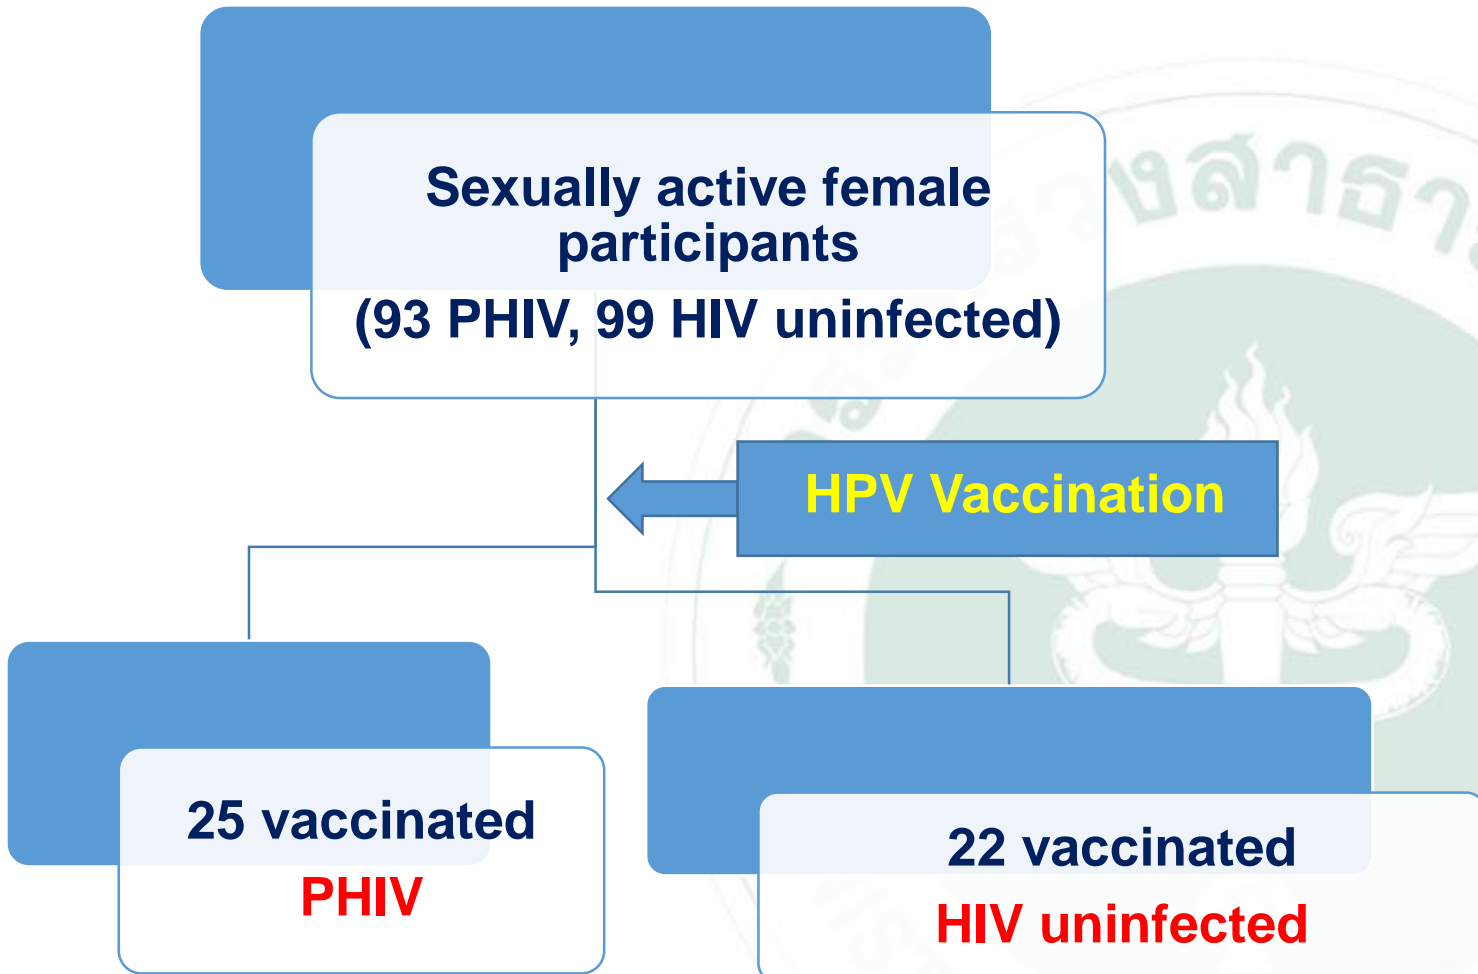 Sexually active female
participants
(93 PHIV, 99 HIV uninfected)
HPV Vaccination
25 vaccinated
PHIV
22 vaccinated
HIV uninfected